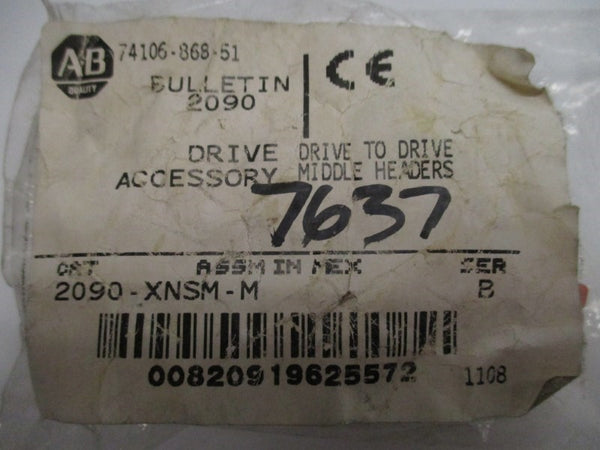 AB QUALITY
74106-868-51
BULLETIN 2090
CE
DRIVE ACCESSORY
DRIVE TO DRIVE
MIDDLE HEADERS
7637
CAT ASSM IN MEX SER
2090-XNSM-M B
00820919625572 1108